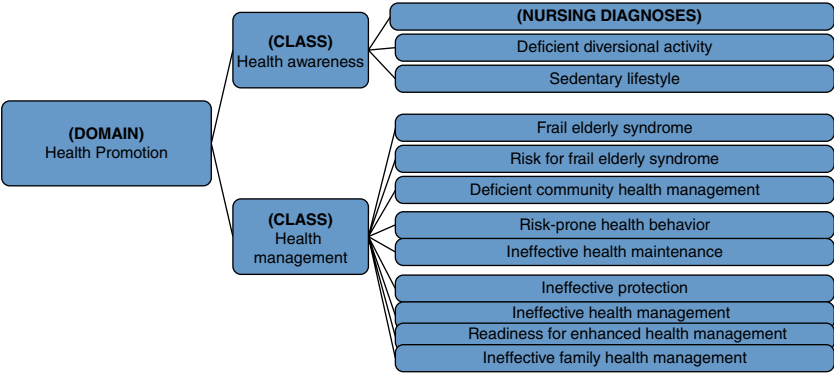 (DOMAIN)
Health Promotion
(CLASS)
Health awareness
(NURSING DIAGNOSES)
Deficient diversional activity
Sedentary lifestyle
(CLASS)
Health
management
Frail elderly syndrome
Risk for frail elderly syndrome
Deficient community health management
Risk-prone health behavior
Ineffective health maintenance
Ineffective protection
Ineffective health management
Readiness for enhanced health management
Ineffective family health management